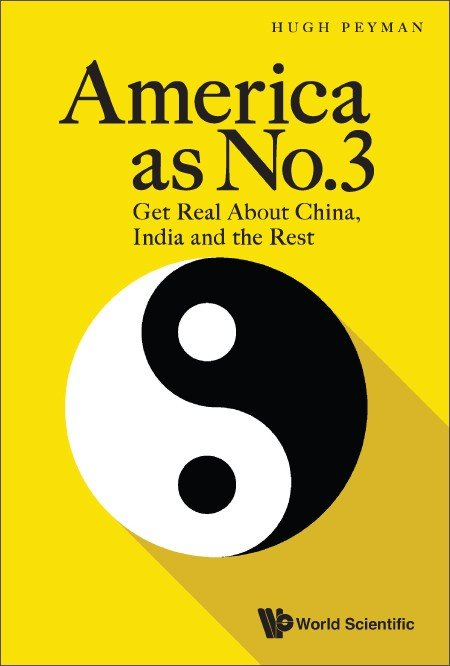 HUGH PEYMAN
America
as No.3
Get Real About China,
India and the Rest
World Scientific